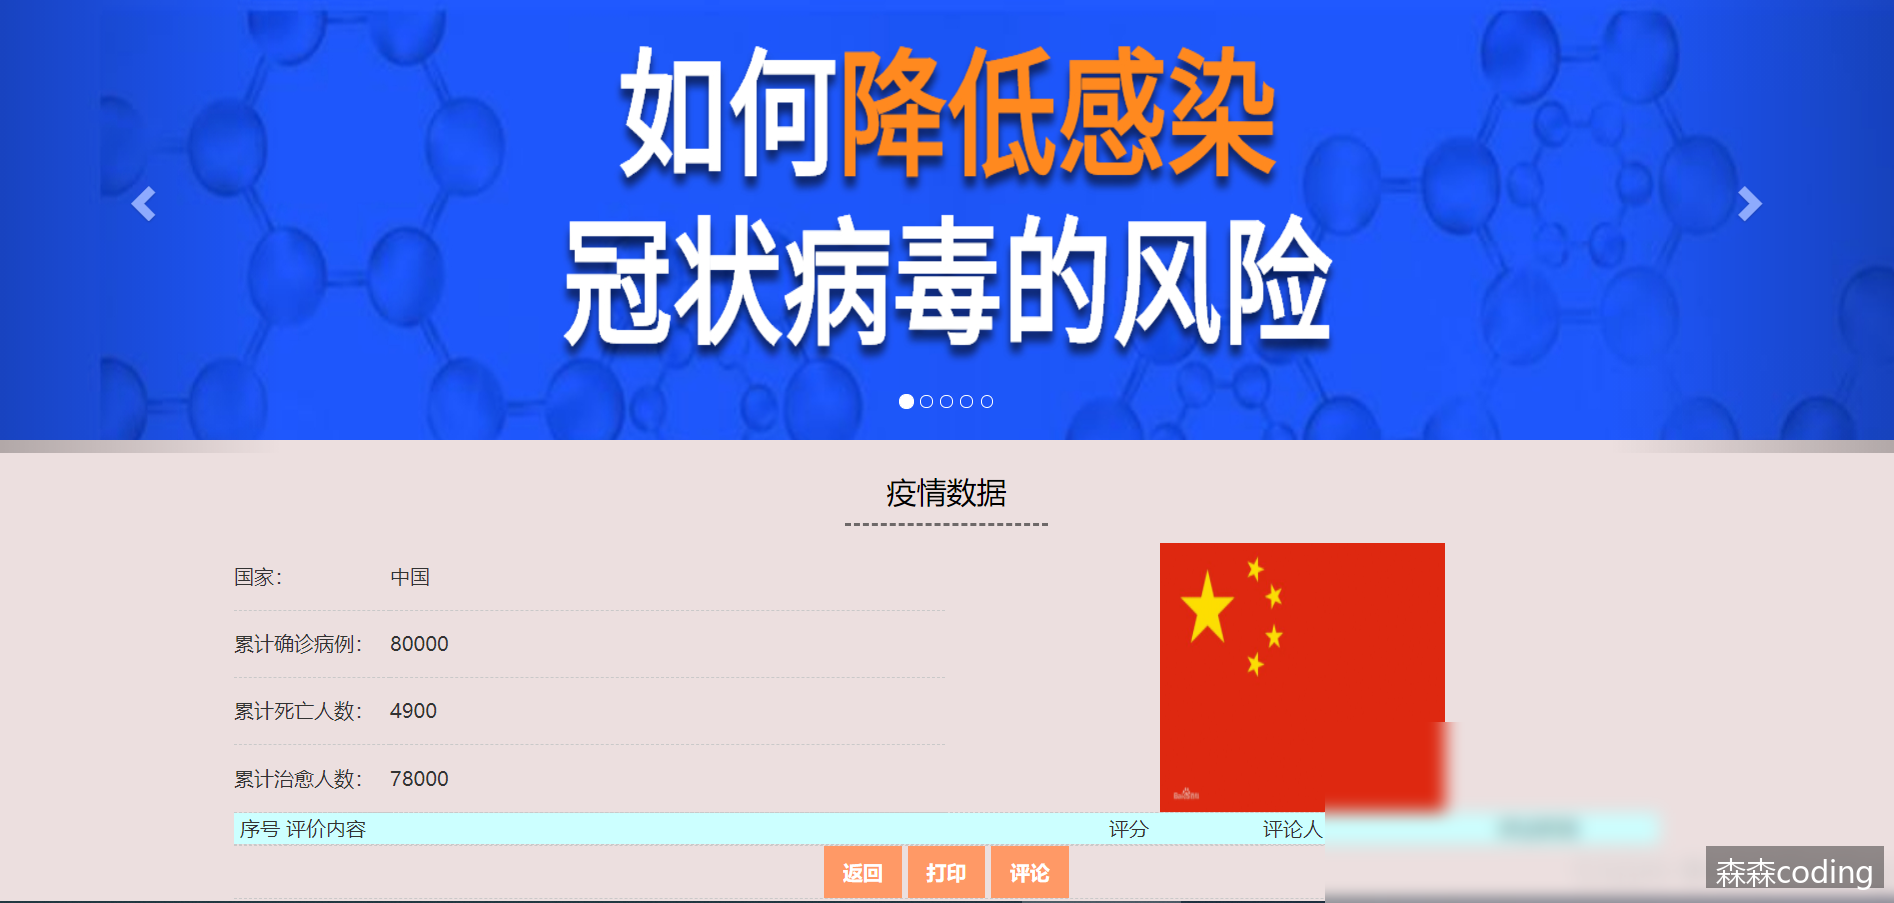 如何降低感染
冠状病毒的风险
疫情数据
国家： 中国
累计确诊病例： 80000
累计死亡人数： 4900
累计治愈人数： 78000
序号 评价内容 评分 评论人
返回 打印 评论
森森coding